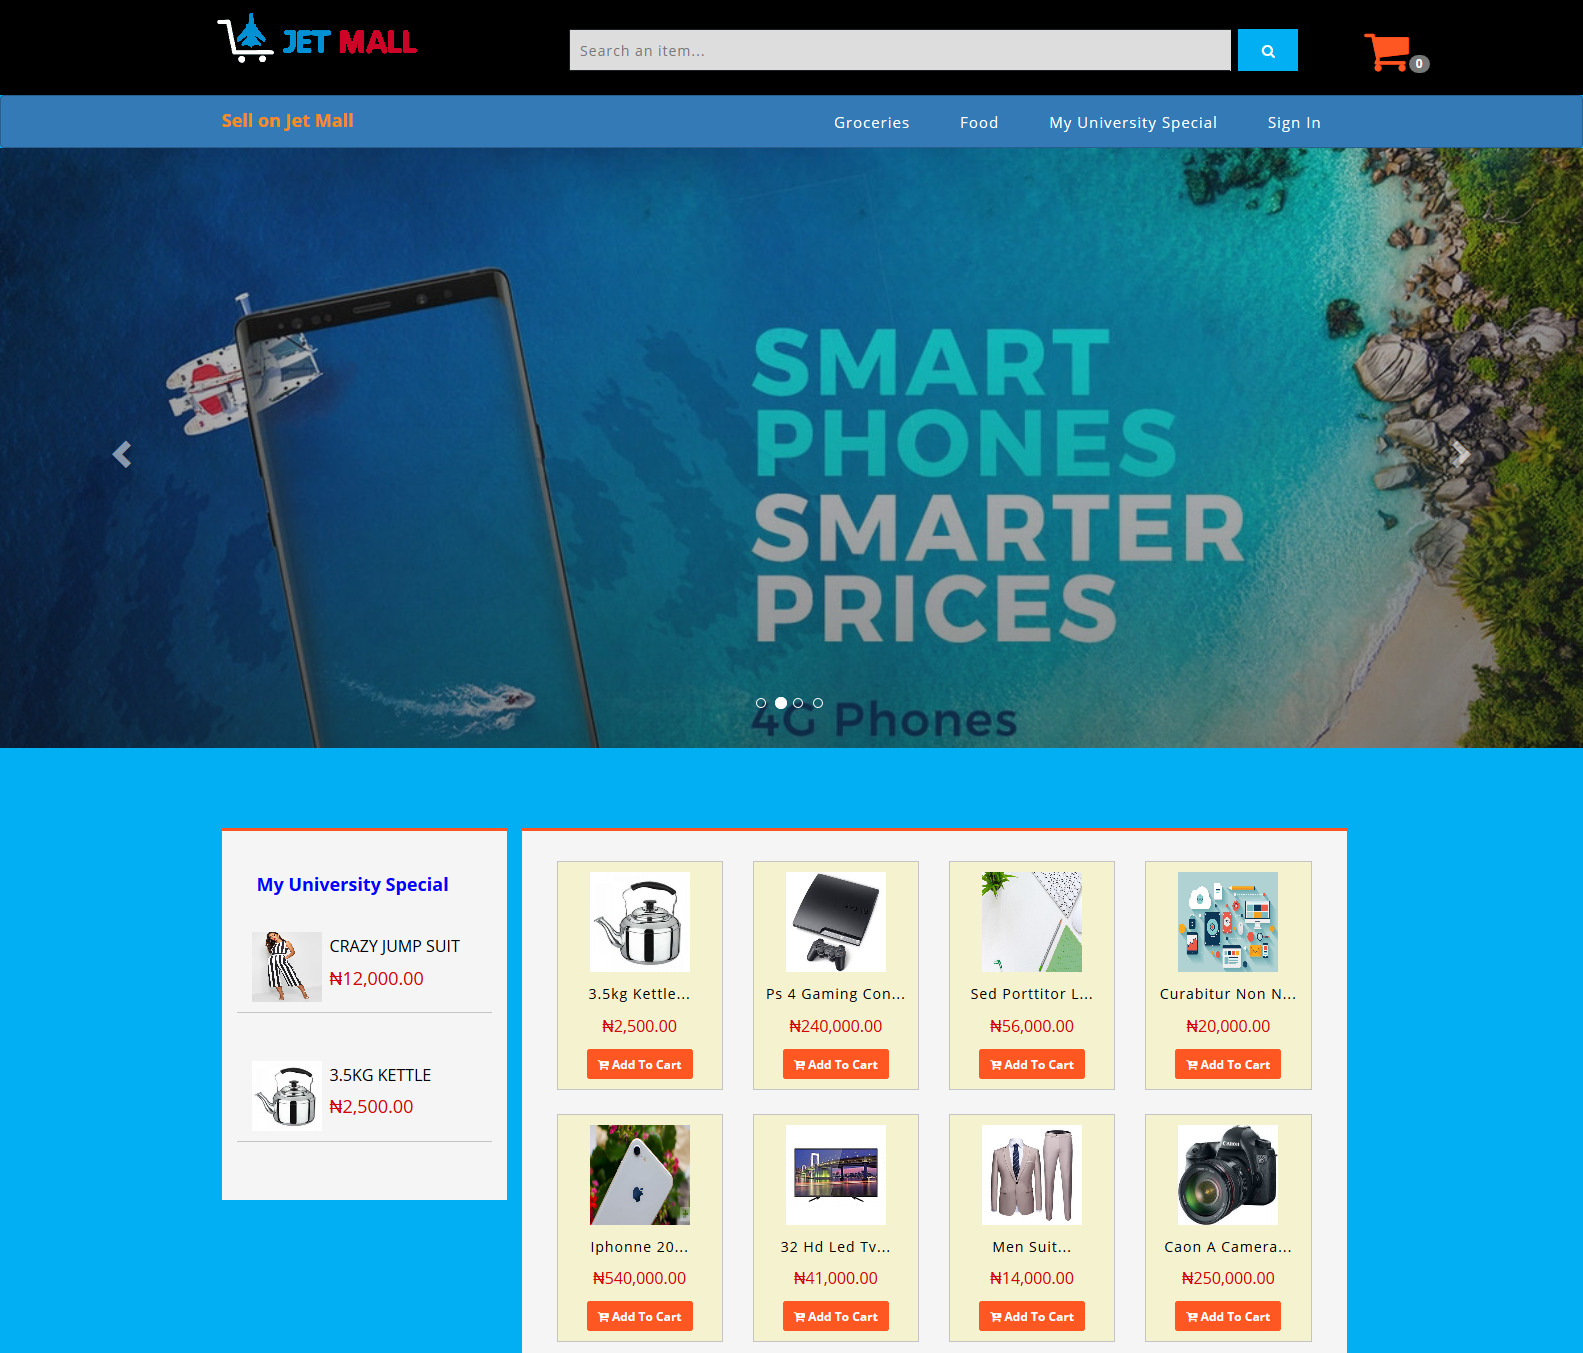 JET MALL
Search an item...
0
Sell on Jet Mall
Groceries
Food
My University Special
Sign In
SMART
PHONES
SMARTER
PRICES
4G Phones
My University Special
CRAZY JUMP SUIT
₦12,000.00
3.5KG KETTLE
₦2,500.00
3.5kg Kettle...
₦2,500.00
Add To Cart
Ps 4 Gaming Con...
₦240,000.00
Add To Cart
Sed Porttitor L...
₦56,000.00
Add To Cart
Curabitur Non N...
₦20,000.00
Add To Cart
Iphonne 20...
₦540,000.00
Add To Cart
32 Hd Led Tv...
₦41,000.00
Add To Cart
Men Suit...
₦14,000.00
Add To Cart
Canon
Caon A Camera...
₦250,000.00
Add To Cart